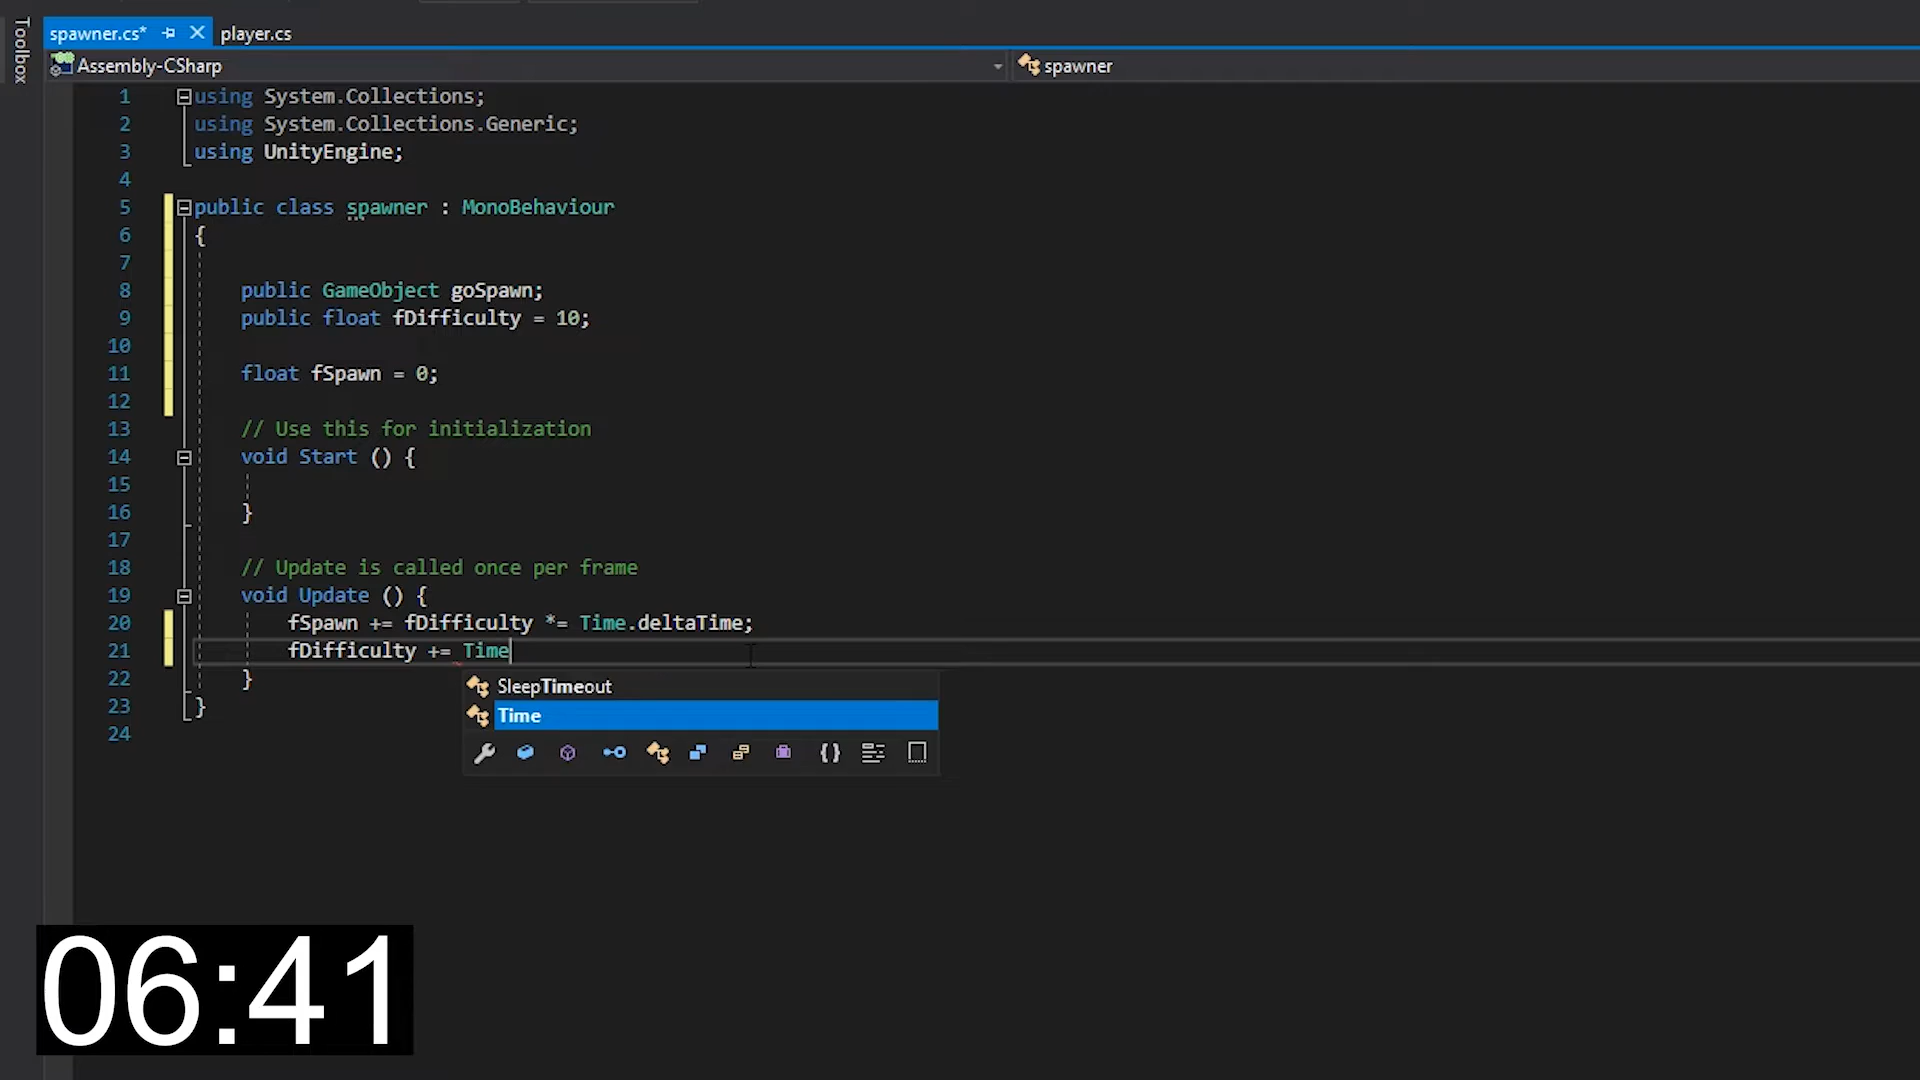 Toolbox
spawner.cs* player.cs
Assembly-CSharp spawner
1 using System.Collections;
2 using System.Collections.Generic;
3 using UnityEngine;
4
5 public class spawner : MonoBehaviour
6 {
7
8 public GameObject goSpawn;
9 public float fDifficulty = 10;
10
11 float fSpawn = 0;
12
13 // Use this for initialization
14 void Start () {
15
16 }
17
18 // Update is called once per frame
19 void Update () {
20 fSpawn += fDifficulty *= Time.deltaTime;
21 fDifficulty += Time
22 }
23 }
24
SleepTimeout
Time
{}
06:41